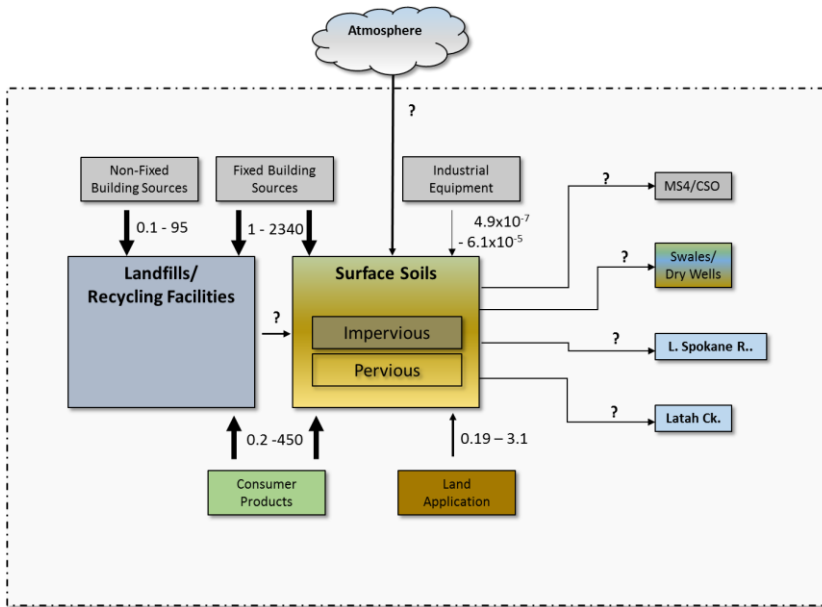 Atmosphere
?
Non-Fixed
Building Sources
Fixed Building
Sources
Industrial
Equipment
?
MS4/CSO
0.1 - 95
1 - 2340
4.9x10⁻⁷
- 6.1x10⁻⁵
Landfills/
Recycling Facilities
Surface Soils
?
Swales/
Dry Wells
?
Impervious
Pervious
?
L. Spokane R..
?
Latah Ck.
0.2 -450
0.19 – 3.1
Consumer
Products
Land
Application